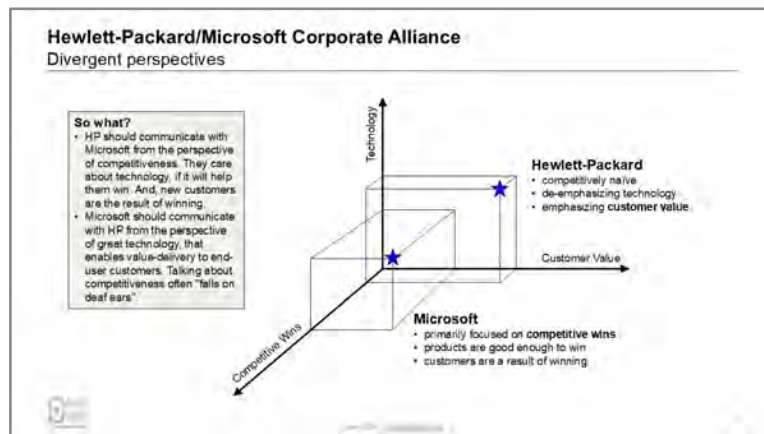 Hewlett-Packard/Microsoft Corporate Alliance
Divergent perspectives
So what?
• HP should communicate with
Microsoft from the perspective
of competitiveness. They care
about technology, if it will help
them win. And, new customers
are the result of winning.
• Microsoft should communicate
with HP from the perspective
of great technology, that
enables value-delivery to end-
user customers. Talking about
competitiveness often "falls on
deaf ears".
Technology
Hewlett-Packard
• competitively naïve
• de-emphasizing technology
• emphasizing customer value
Customer Value
Microsoft
• primarily focused on competitive wins
• products are good enough to win
• customers are a result of winning
Competitive Wins